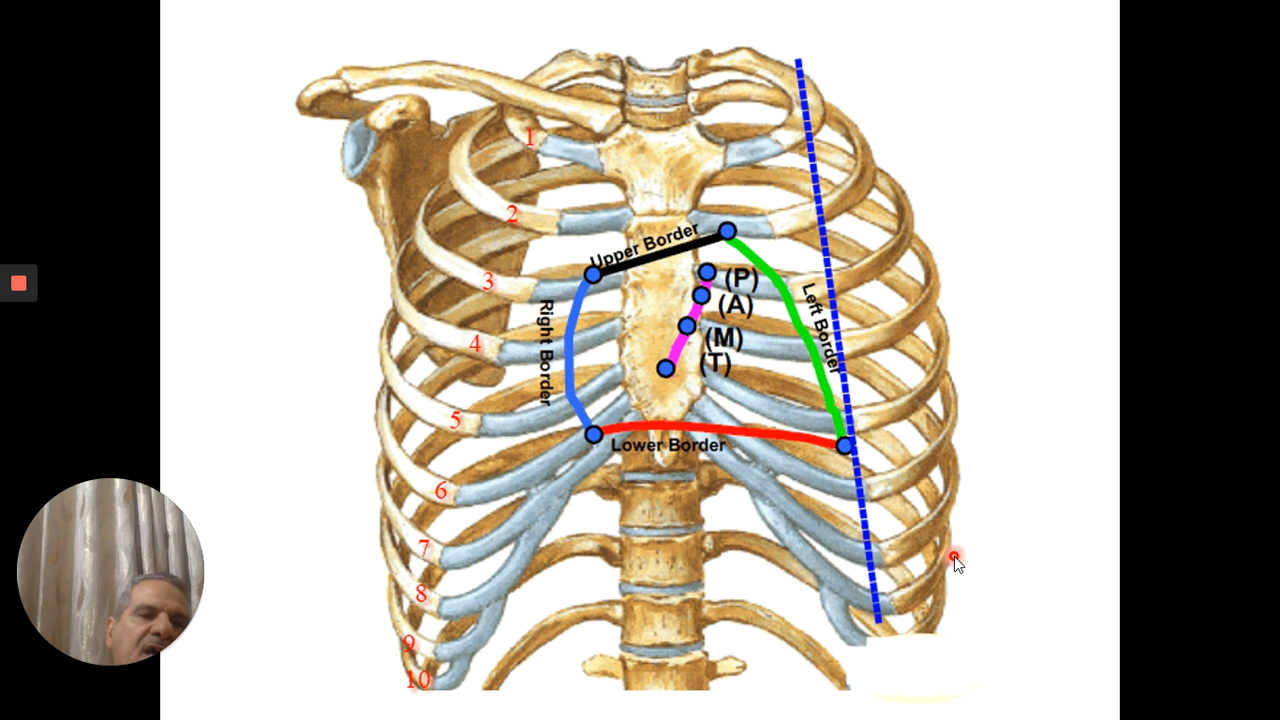 1
2
Upper Border
3
(P)
(A)
Right Border
Left Border
4
(M)
(T)
5
Lower Border
6
7
8
9
10